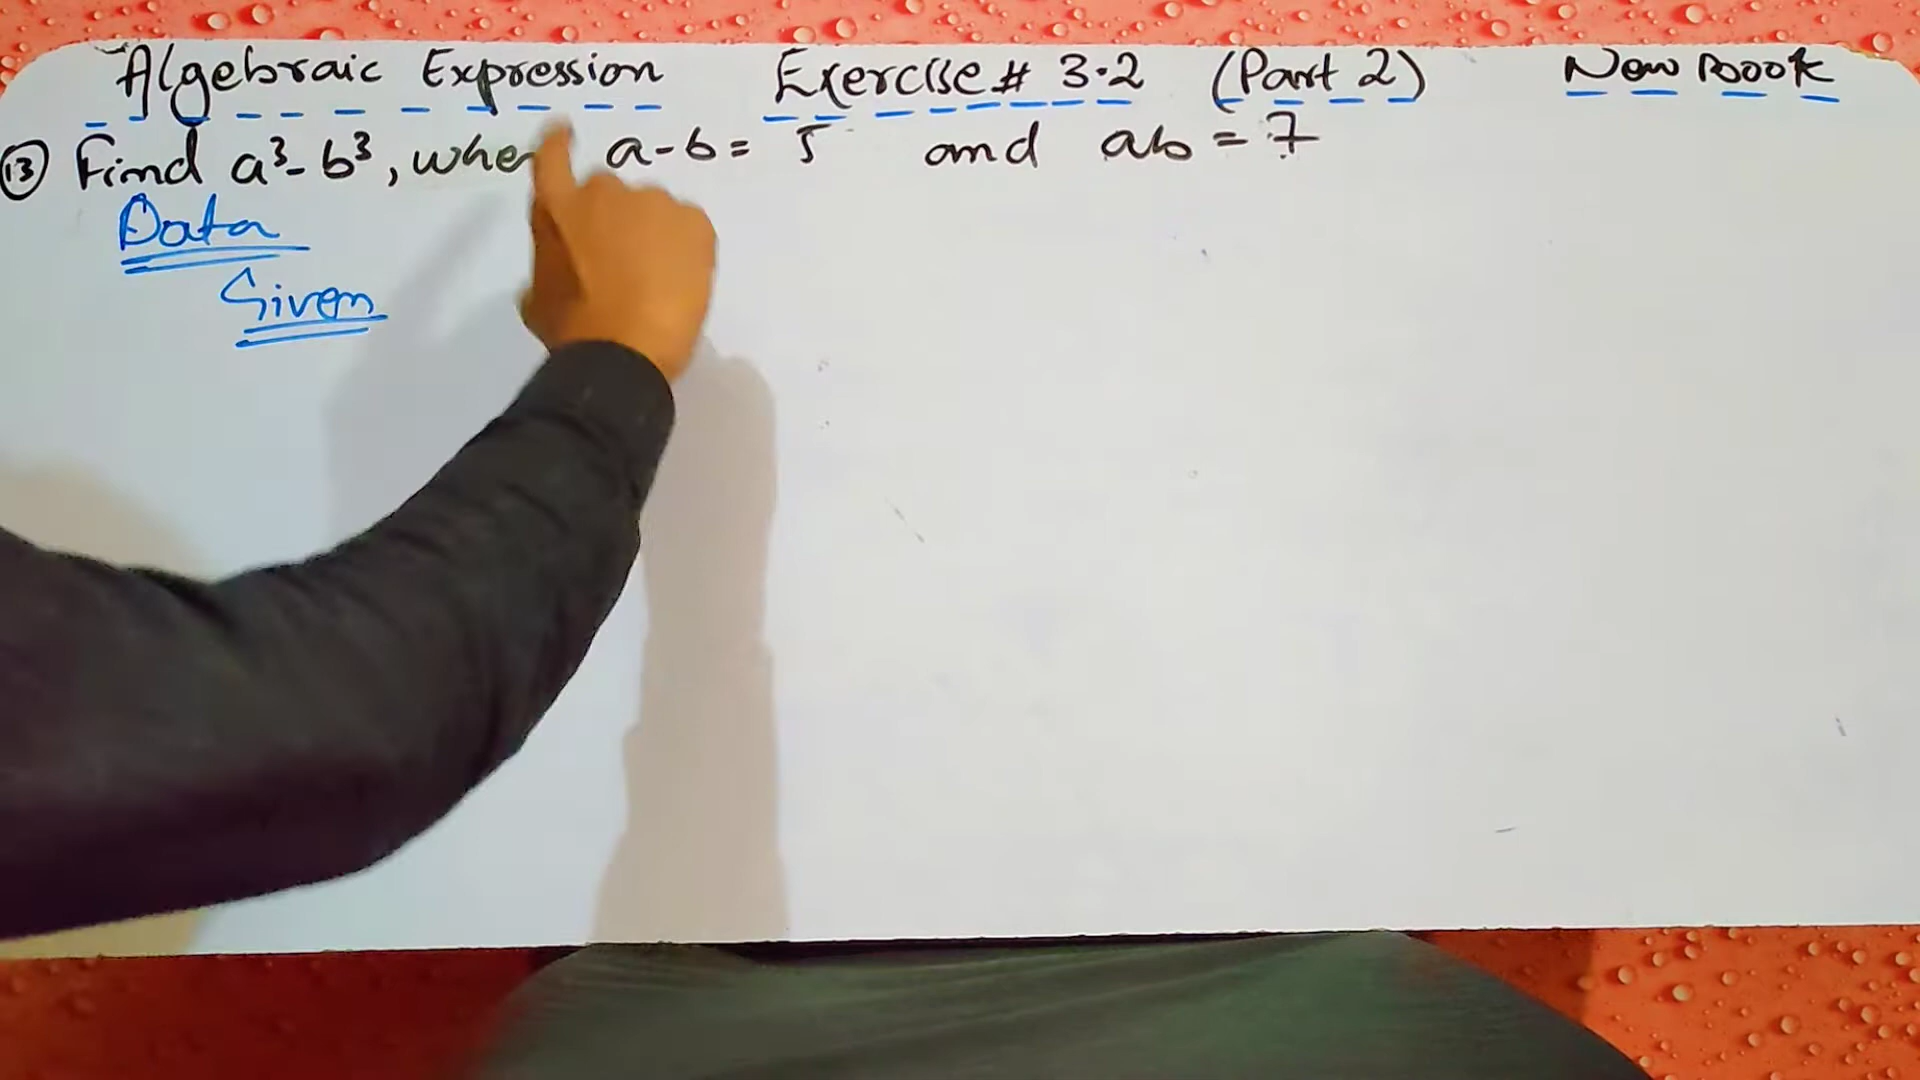 Algebraic Expression Exercise # 3.2 (Part 2) New Book
(13) Find a³-b³, when a-b= 5 and ab = 7
Data
Given